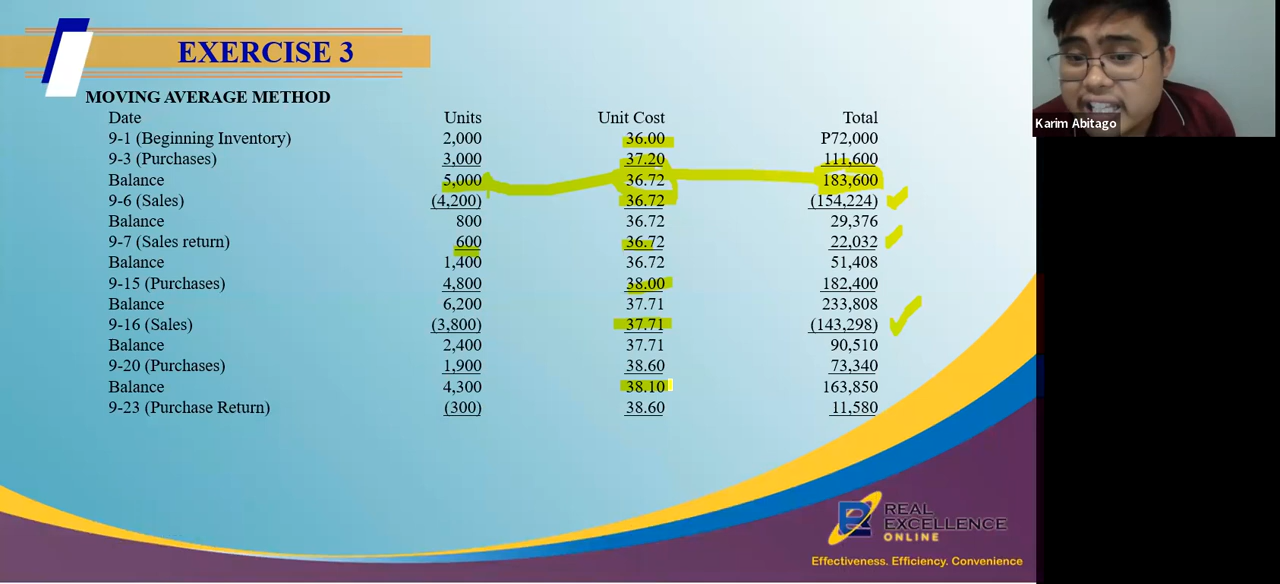 EXERCISE 3
MOVING AVERAGE METHOD
Date Units Unit Cost Total
9-1 (Beginning Inventory) 2,000 36.00 P72,000
9-3 (Purchases) 3,000 37.20 111,600
Balance 5,000 36.72 183,600
9-6 (Sales) (4,200) 36.72 (154,224)
Balance 800 36.72 29,376
9-7 (Sales return) 600 36.72 22,032
Balance 1,400 36.72 51,408
9-15 (Purchases) 4,800 38.00 182,400
Balance 6,200 37.71 233,808
9-16 (Sales) (3,800) 37.71 (143,298)
Balance 2,400 37.71 90,510
9-20 (Purchases) 1,900 38.60 73,340
Balance 4,300 38.10 163,850
9-23 (Purchase Return) (300) 38.60 11,580
Karim Abitago
REAL
EXCELLENCE
ONLINE
Effectiveness. Efficiency. Convenience